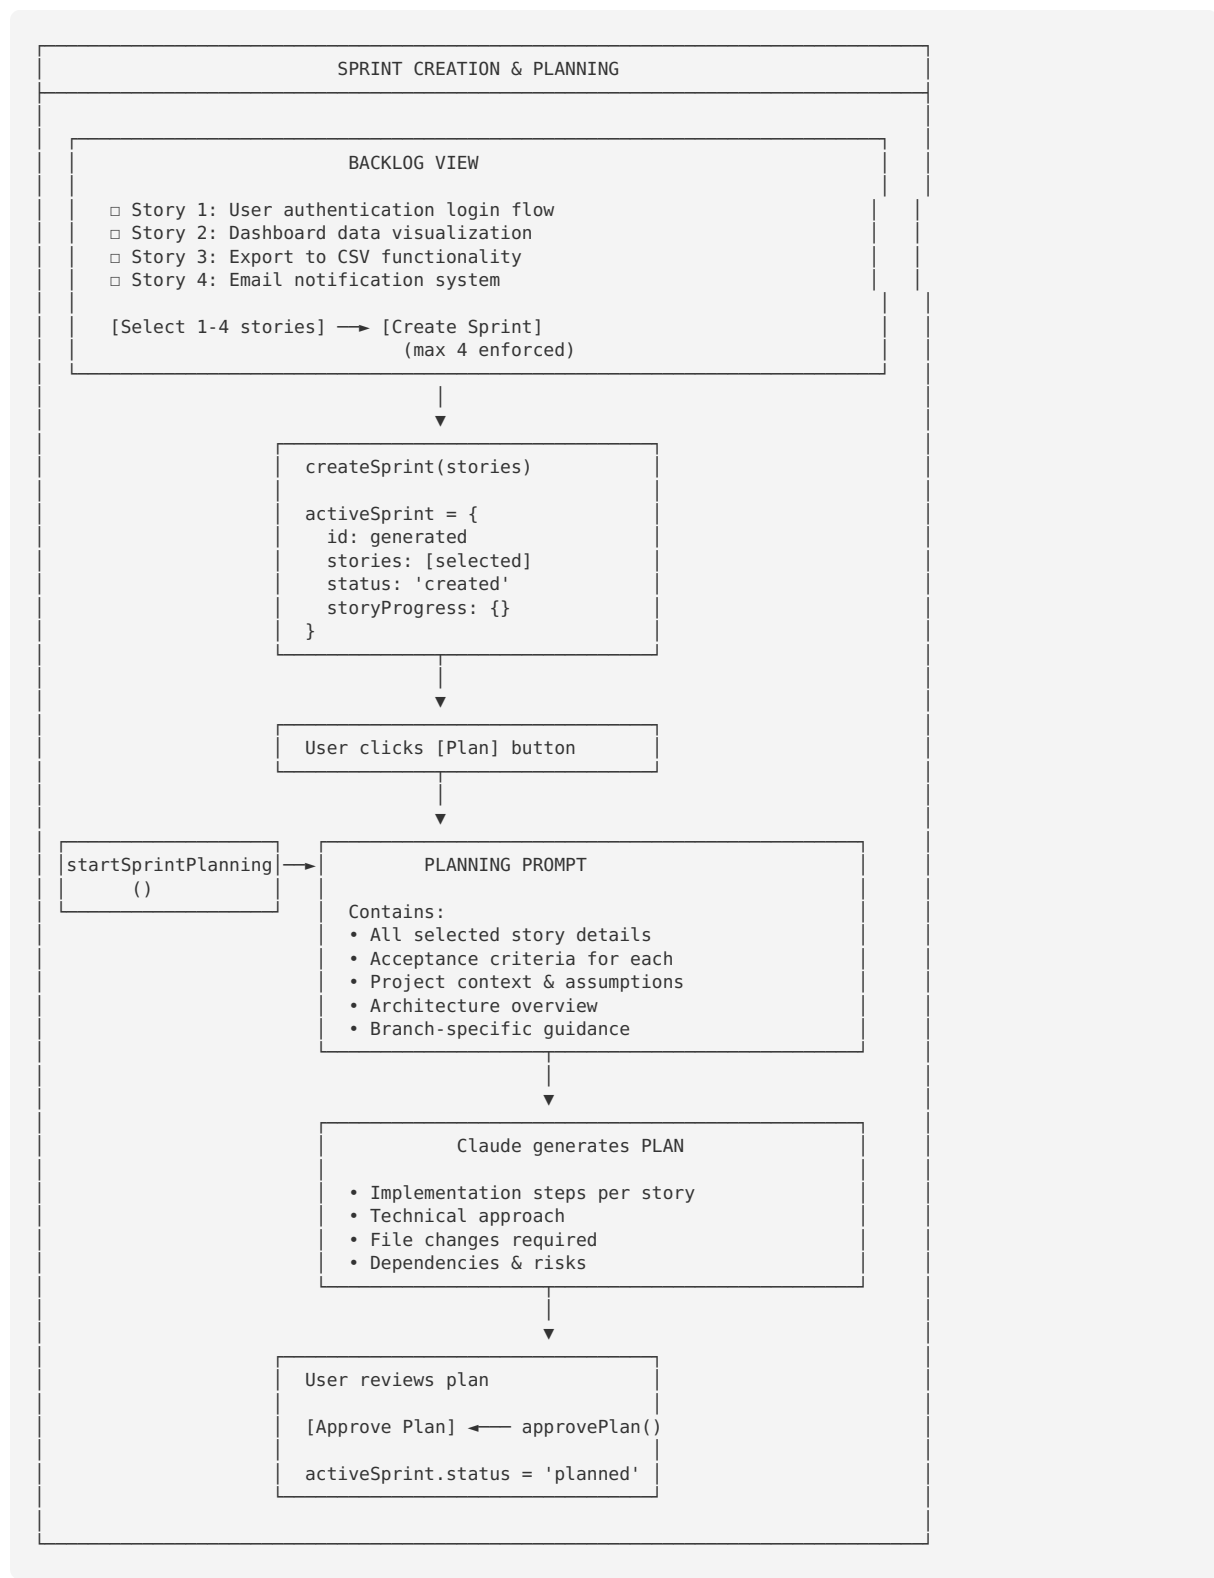 SPRINT CREATION & PLANNING
BACKLOG VIEW
☐ Story 1: User authentication login flow
☐ Story 2: Dashboard data visualization
☐ Story 3: Export to CSV functionality
☐ Story 4: Email notification system
[Select 1-4 stories] ──► [Create Sprint]
(max 4 enforced)
createSprint(stories)
activeSprint = {
id: generated
stories: [selected]
status: 'created'
storyProgress: {}
}
User clicks [Plan] button
startSprintPlanning
()
PLANNING PROMPT
Contains:
• All selected story details
• Acceptance criteria for each
• Project context & assumptions
• Architecture overview
• Branch-specific guidance
Claude generates PLAN
• Implementation steps per story
• Technical approach
• File changes required
• Dependencies & risks
User reviews plan
[Approve Plan] ◄─── approvePlan()
activeSprint.status = 'planned'